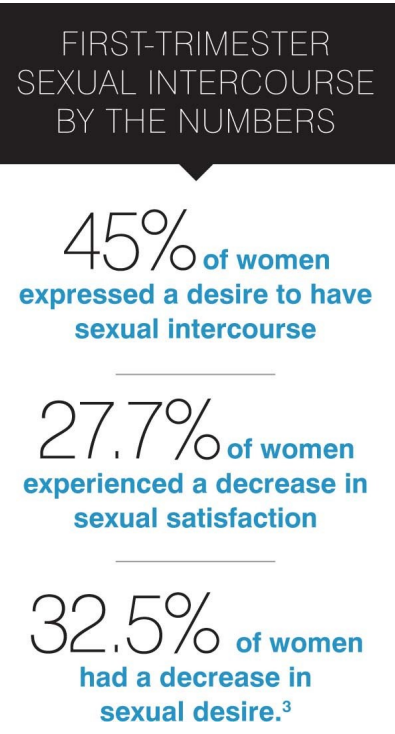 FIRST-TRIMESTER
SEXUAL INTERCOURSE
BY THE NUMBERS
45% of women
expressed a desire to have
sexual intercourse
27.7% of women
experienced a decrease in
sexual satisfaction
32.5% of women
had a decrease in
sexual desire.³